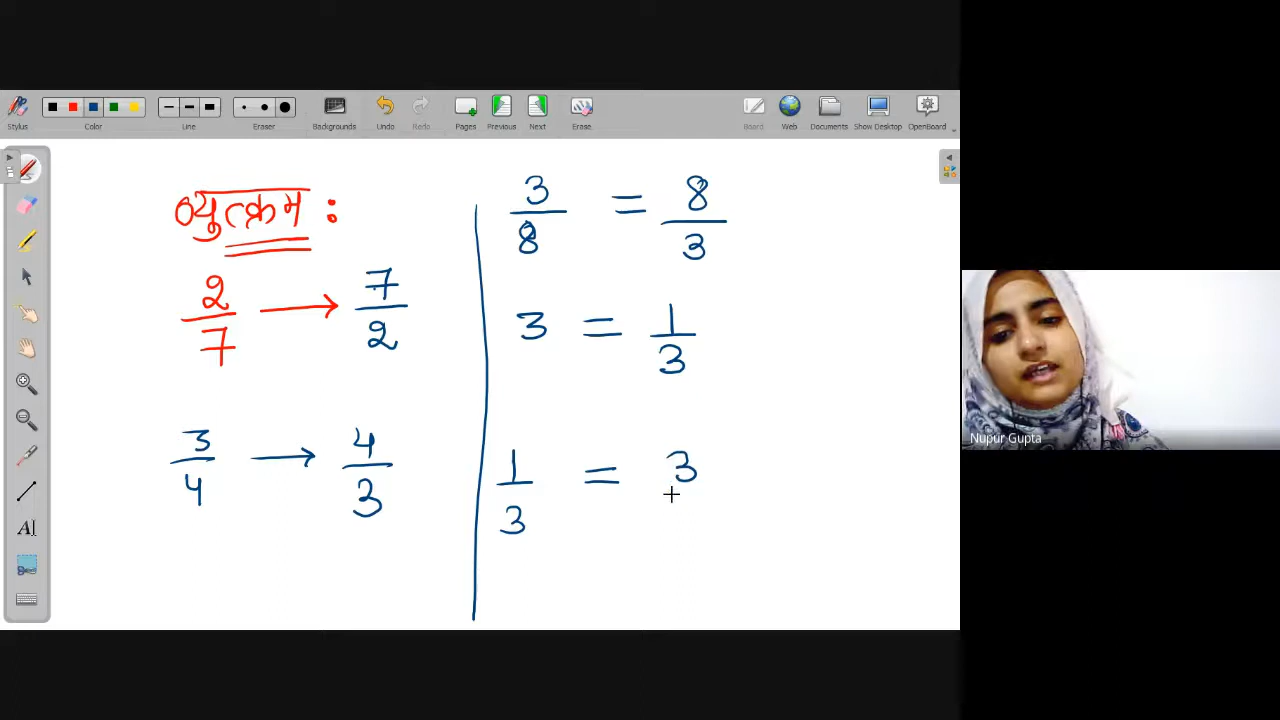 Stylus Color Line Eraser Backgrounds Undo Redo Pages Previous Next Erase Board Web Documents Show Desktop OpenBoard
व्युत्क्रम :
2/7 → 7/2
3/4 → 4/3
3/8 = 8/3
3 = 1/3
1/3 = 3
AI
Nupur Gupta